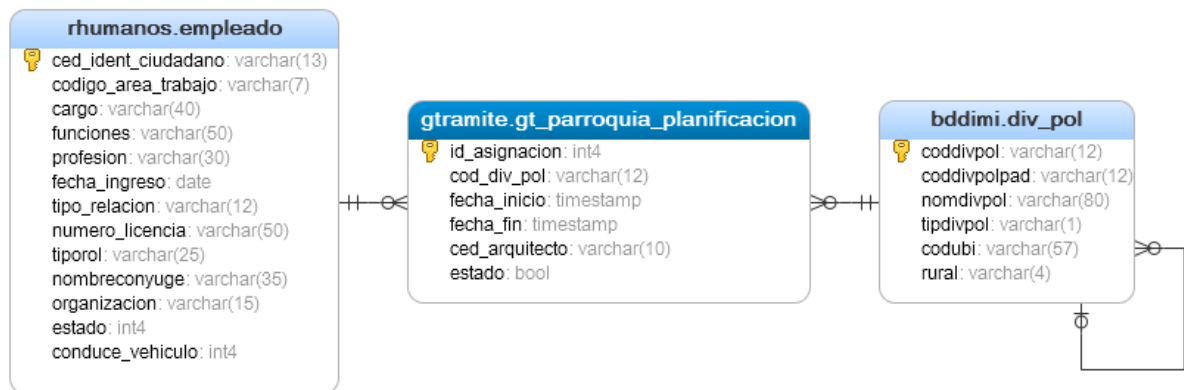 rhumanos.empleado
ced_ident_ciudadano: varchar(13)
codigo_area_trabajo: varchar(7)
cargo: varchar(40)
funciones: varchar(50)
profesion: varchar(30)
fecha_ingreso: date
tipo_relacion: varchar(12)
numero_licencia: varchar(50)
tiporol: varchar(25)
nombreconyuge: varchar(35)
organizacion: varchar(15)
estado: int4
conduce_vehiculo: int4
gtramite.gt_parroquia_planificacion
id_asignacion: int4
cod_div_pol: varchar(12)
fecha_inicio: timestamp
fecha_fin: timestamp
ced_arquitecto: varchar(10)
estado: bool
bddimi.div_pol
coddivpol: varchar(12)
coddivpolpad: varchar(12)
nomdivpol: varchar(80)
tipdivpol: varchar(1)
codubi: varchar(57)
rural: varchar(4)